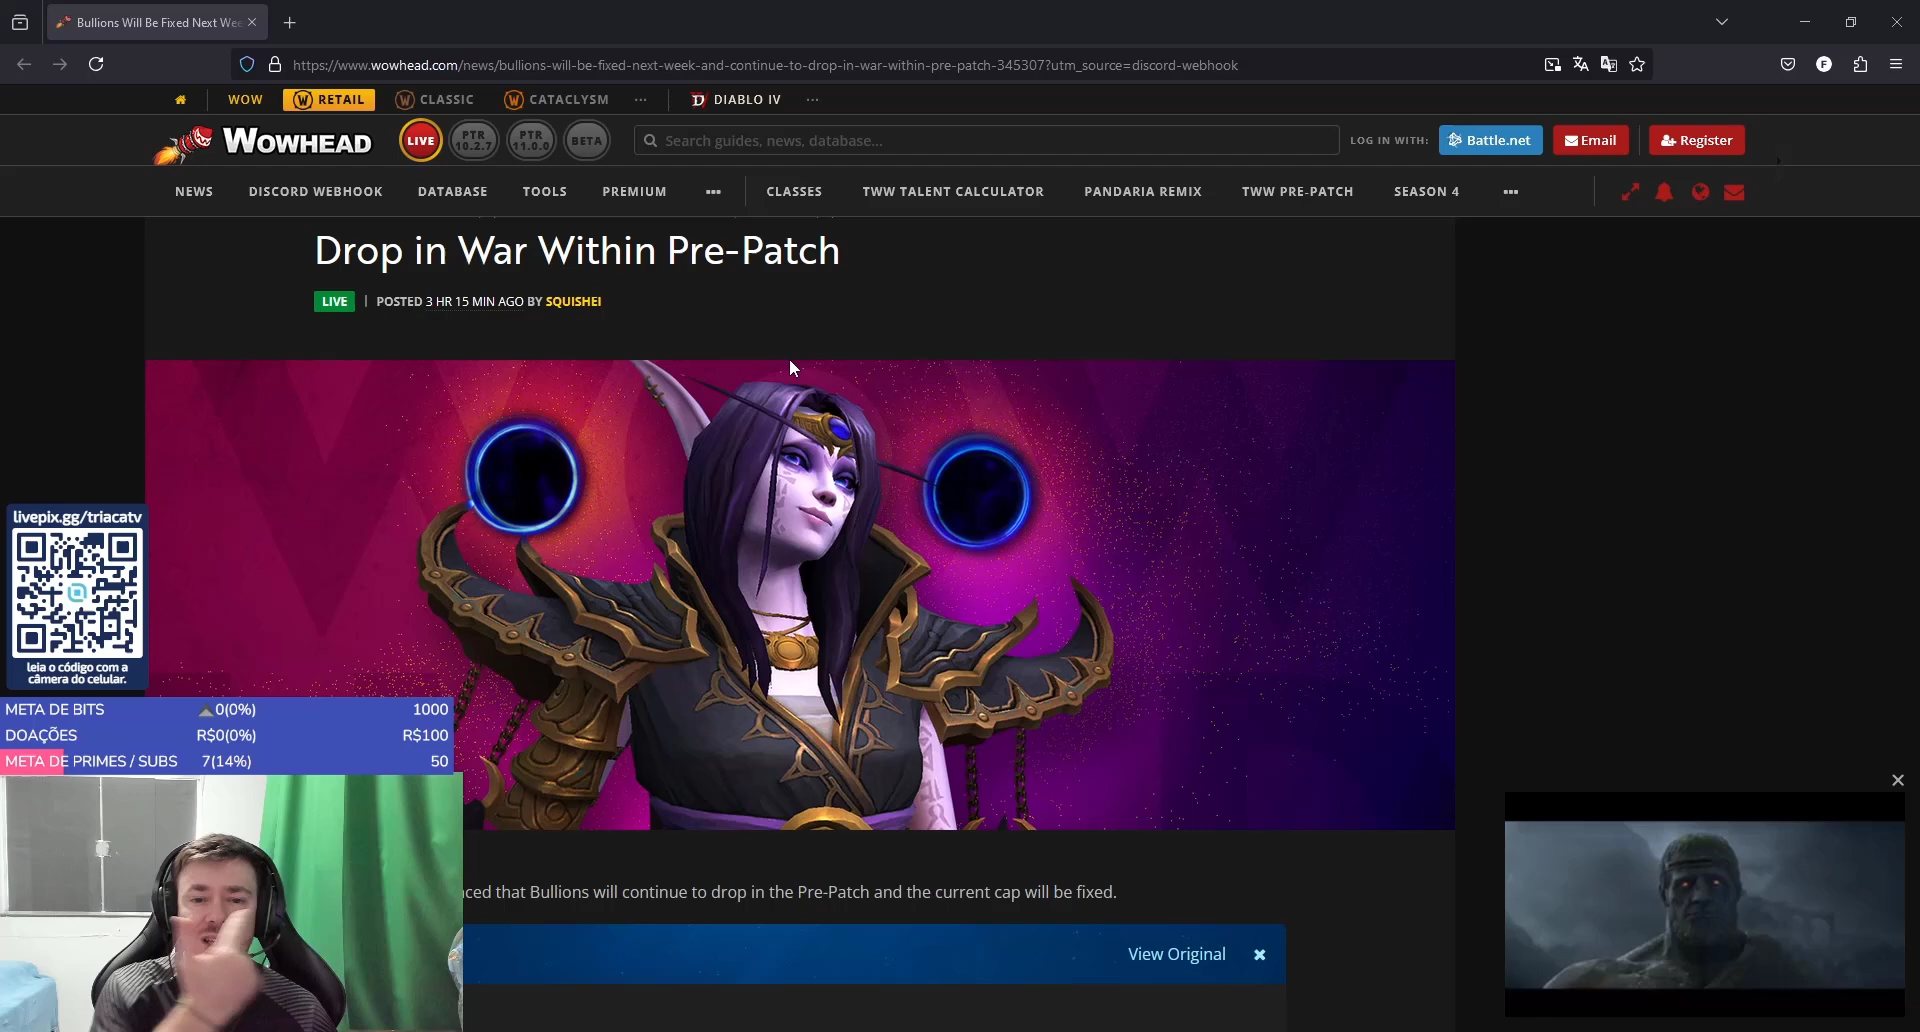 Bullions Will Be Fixed Next Wee
https://www.wowhead.com/news/bullions-will-be-fixed-next-week-and-continue-to-drop-in-war-within-pre-patch-345307?utm_source=discord-webhook
WOW RETAIL CLASSIC CATACLYSM ... DIABLO IV ...
WOWHEAD LIVE PTR 10.2.7 PTR 11.0.0 BETA Search guides, news, database... LOG IN WITH: Battle.net Email Register
NEWS DISCORD WEBHOOK DATABASE TOOLS PREMIUM ... CLASSES TWW TALENT CALCULATOR PANDARIA REMIX TWW PRE-PATCH SEASON 4 ...
Drop in War Within Pre-Patch
LIVE | POSTED 3 HR 15 MIN AGO BY SQUISHEI
livepix.gg/triacatv
leia o código com a
câmera do celular.
META DE BITS 0(0%) 1000
DOAÇÕES R$0(0%) R$100
META DE PRIMES / SUBS 7(14%) 50
ced that Bullions will continue to drop in the Pre-Patch and the current cap will be fixed.
View Original